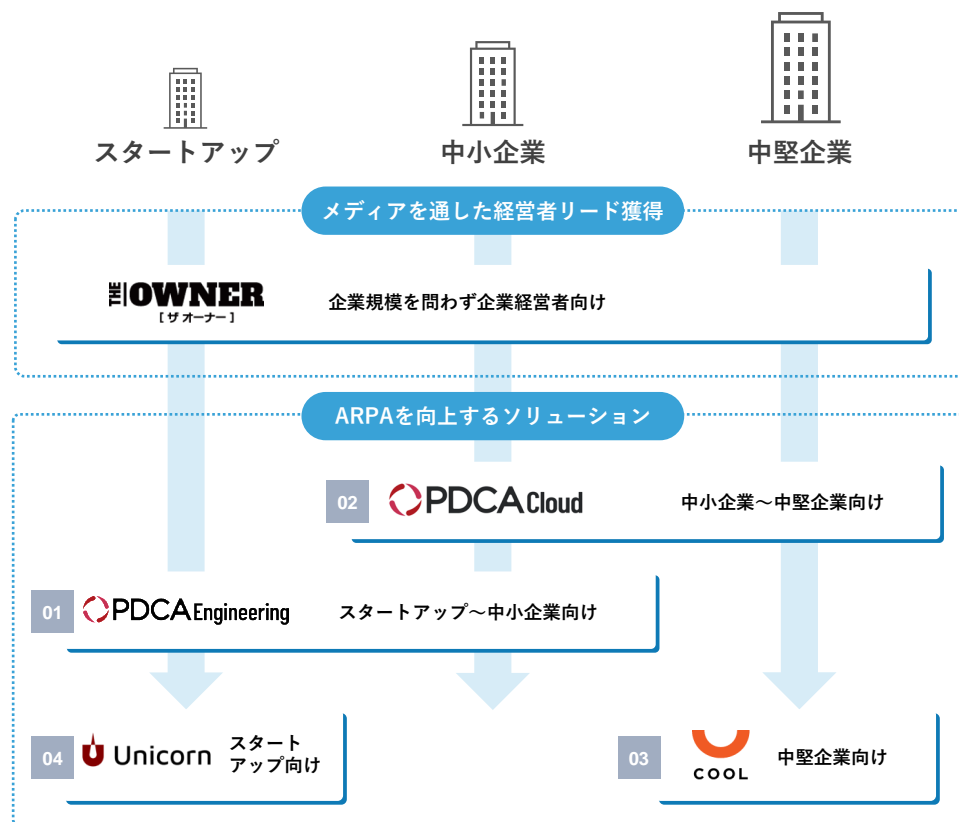 スタートアップ
中小企業
中堅企業
メディアを通した経営者リード獲得
THE OWNER
[ ザ オーナー ]
企業規模を問わず企業経営者向け
ARPAを向上するソリューション
02
PDCA Cloud
中小企業～中堅企業向け
01
PDCA Engineering
スタートアップ～中小企業向け
04
Unicorn
スタート
アップ向け
03
COOL
中堅企業向け